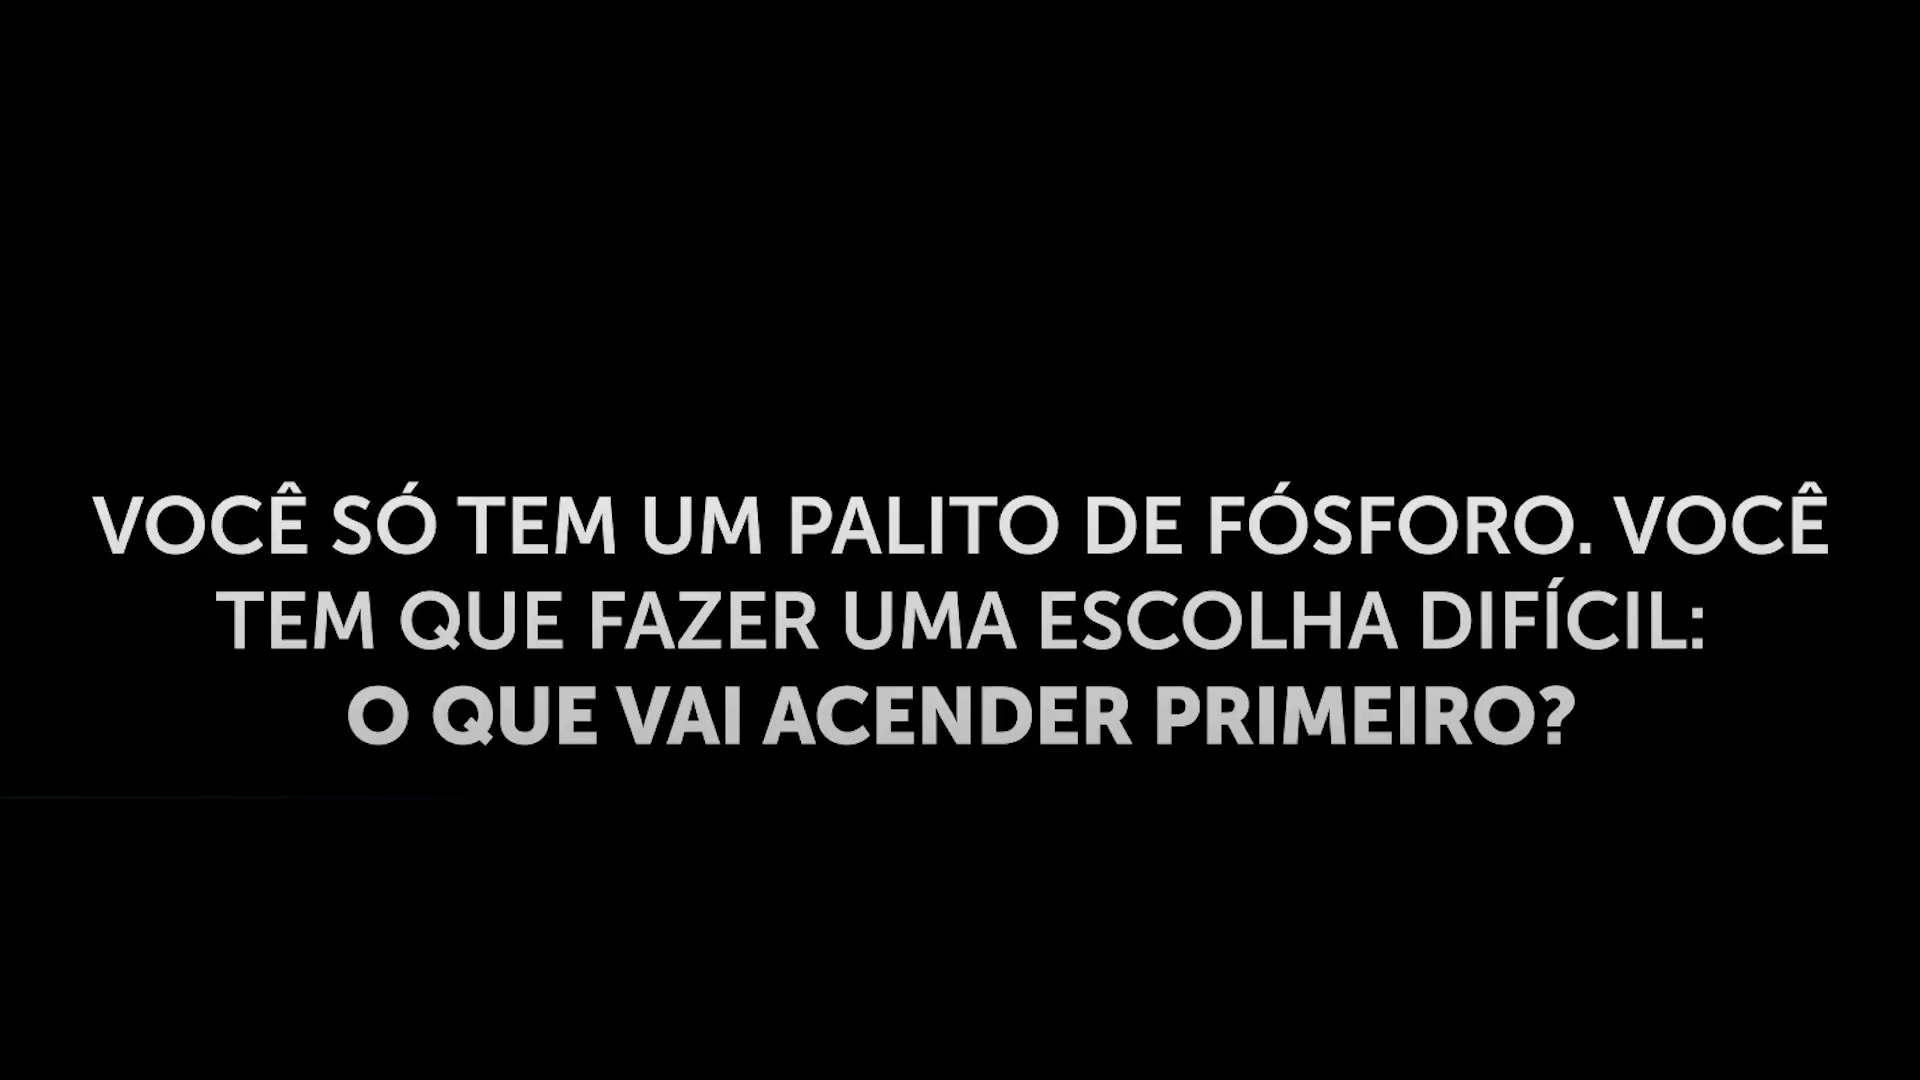 VOCÊ SÓ TEM UM PALITO DE FÓSFORO. VOCÊ
TEM QUE FAZER UMA ESCOLHA DIFÍCIL:
O QUE VAI ACENDER PRIMEIRO?